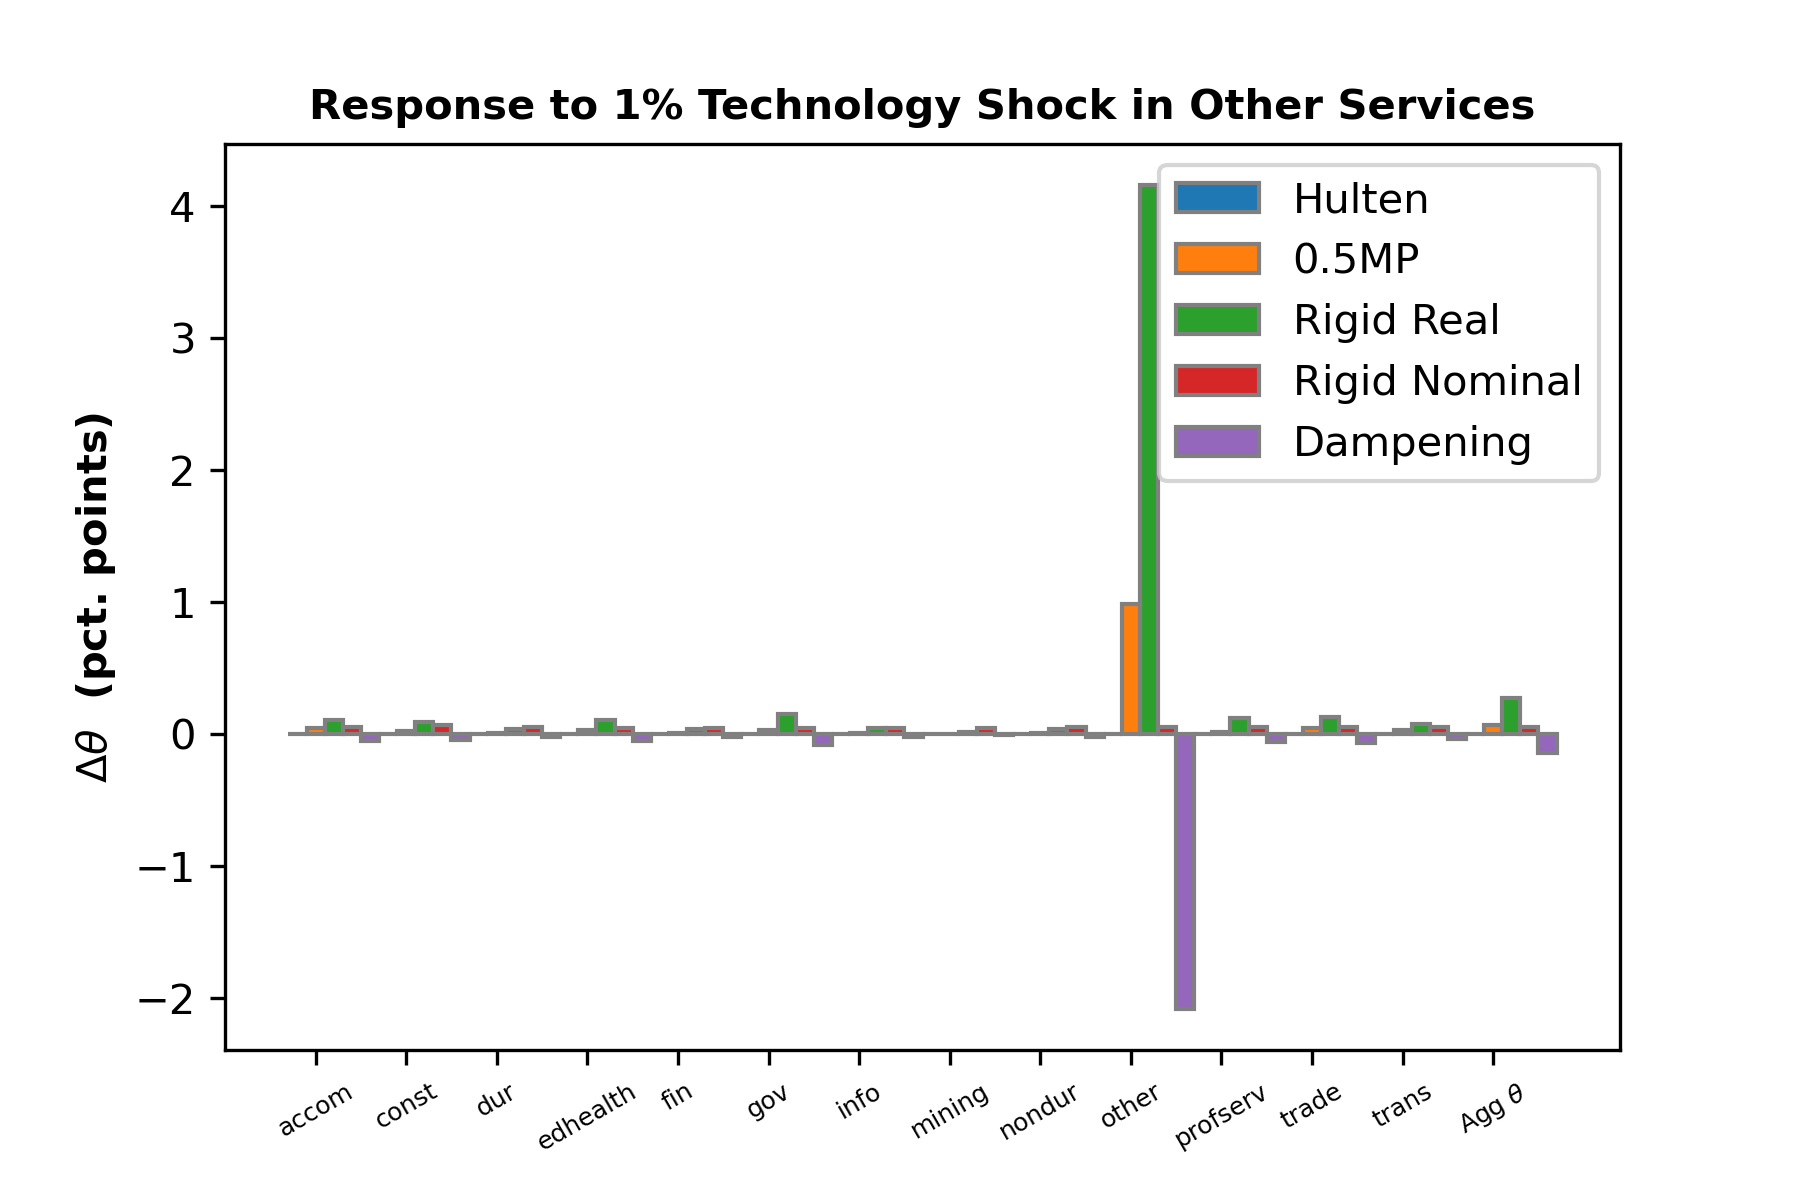 Response to 1% Technology Shock in Other Services
Δθ (pct. points)
4
3
2
1
0
−1
−2
Hulten
0.5MP
Rigid Real
Rigid Nominal
Dampening
accom
const
dur
edhealth
fin
gov
info
mining
nondur
other
profserv
trade
trans
Agg θ